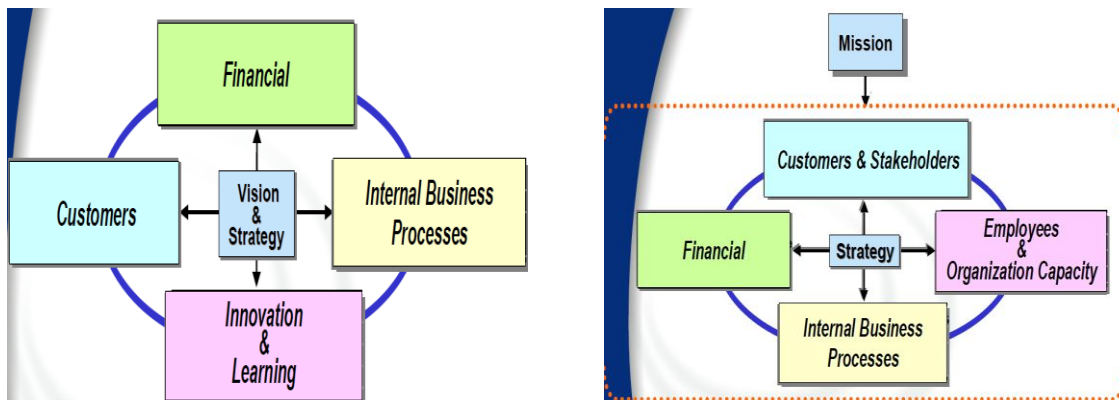 Financial
Customers
Vision
&
Strategy
Internal Business
Processes
Innovation
&
Learning
Mission
Customers & Stakeholders
Financial
Strategy
Employees
&
Organization Capacity
Internal Business
Processes